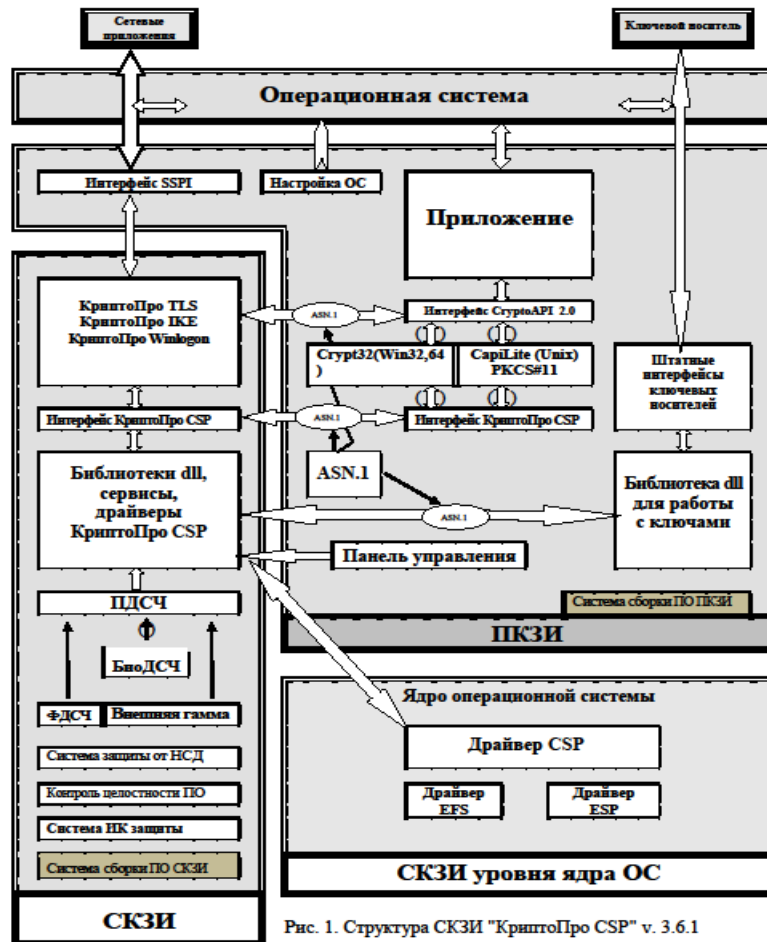 Сетевые
приложения
Ключевой носитель
Операционная система
Интерфейс SSPI
Настройка ОС
Приложение
КриптоПро TLS
КриптоПро IKE
КриптоПро Winlogon
ASN.1
Интерфейс CryptoAPI 2.0
Crypt32(Win32,64
)
CapiLite (Unix)
PKCS#11
Штатные
интерфейсы
ключевых
носителей
Интерфейс КриптоПро CSP
ASN.1
Интерфейс КриптоПро CSP
Библиотеки dll,
сервисы,
драйверы
КриптоПро CSP
ASN.1
ASN.1
Библиотека dll
для работы
с ключами
Панель управления
ПДСЧ
Система сборки ПО ПКЗИ
ПКЗИ
БиоДСЧ
ФДСЧ
Внешняя гамма
Ядро операционной системы
Драйвер CSP
Система защиты от НСД
Контроль целостности ПО
Драйвер
EFS
Драйвер
ESP
Система ИК защиты
Система сборки ПО СКЗИ
СКЗИ уровня ядра ОС
СКЗИ
Рис. 1. Структура СКЗИ "КриптоПро CSP" v. 3.6.1